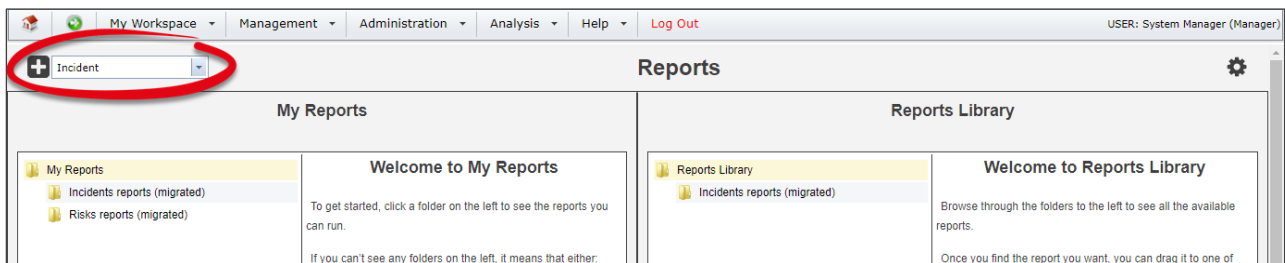 My Workspace Management Administration Analysis Help Log Out USER: System Manager (Manager)
Incident
Reports
My Reports
My Reports
Incidents reports (migrated)
Risks reports (migrated)
Welcome to My Reports
To get started, click a folder on the left to see the reports you
can run.
If you can't see any folders on the left, it means that either:
Reports Library
Reports Library
Incidents reports (migrated)
Welcome to Reports Library
Browse through the folders to the left to see all the available
reports.
Once you find the report you want, you can drag it to one of